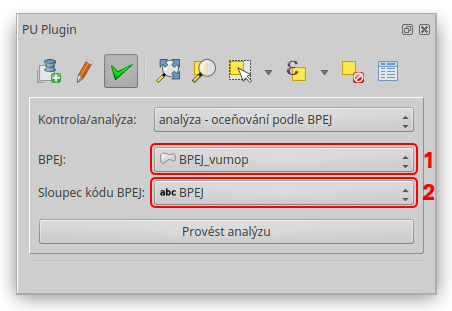 PU Plugin
Kontrola/analýza: analýza - oceňování podle BPEJ
BPEJ: BPEJ_vumop 1
Sloupec kódu BPEJ: abc BPEJ 2
Provést analýzu